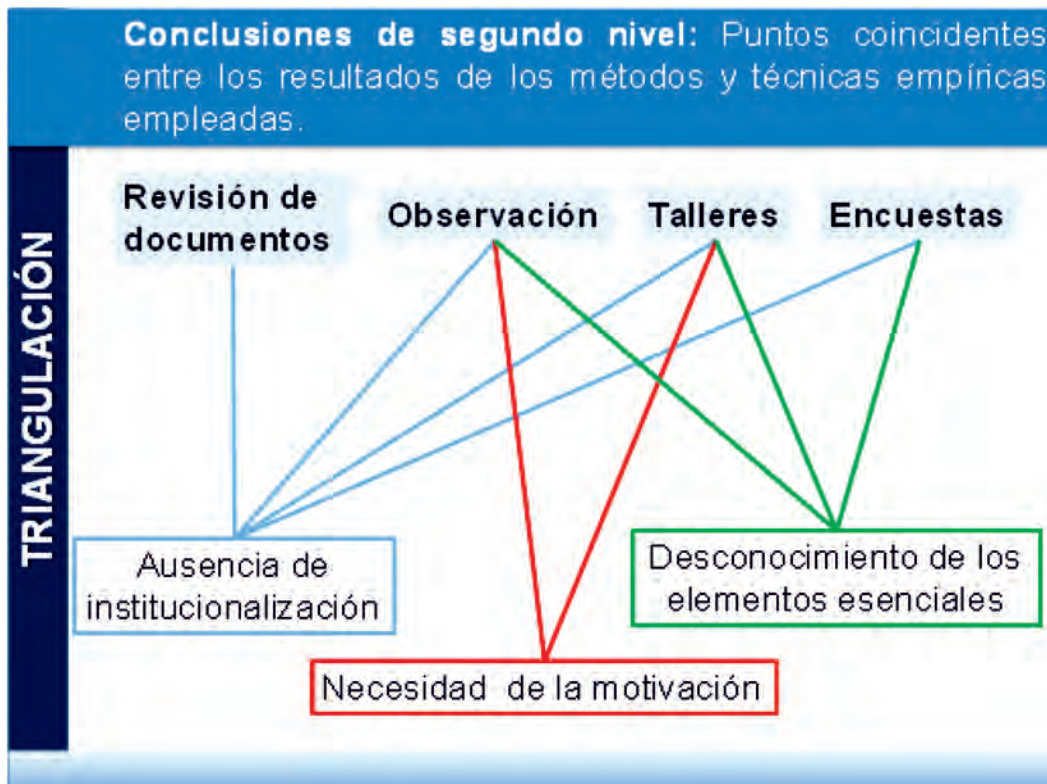 Conclusiones de segundo nivel: Puntos coincidentes
entre los resultados de los métodos y técnicas empíricas
empleadas.
TRIANGULACIÓN
Revisión de
documentos
Observación
Talleres
Encuestas
Ausencia de
institucionalización
Desconocimiento de los
elementos esenciales
Necesidad de la motivación